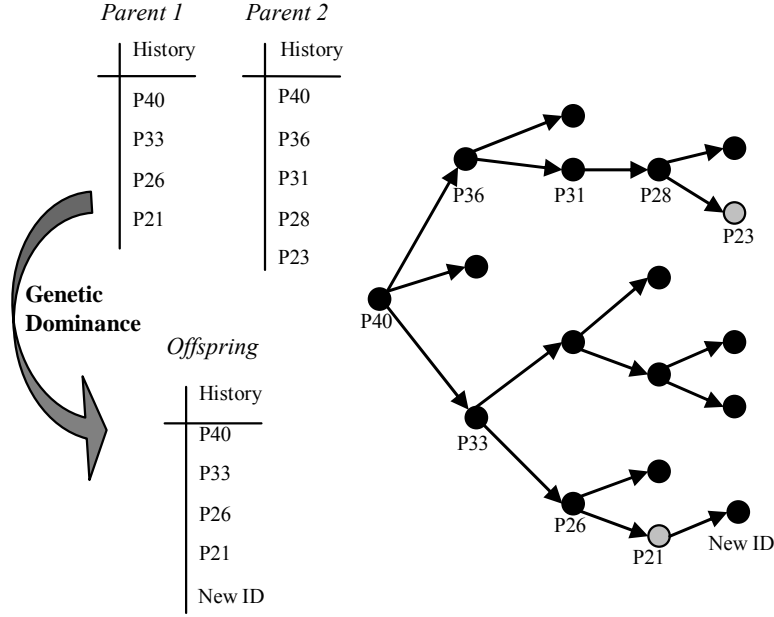 Parent 1
History
P40
P33
P26
P21
Parent 2
History
P40
P36
P31
P28
P23
Genetic
Dominance
Offspring
History
P40
P33
P26
P21
New ID
P36
P31
P28
P23
P40
P33
P26
P21
New ID